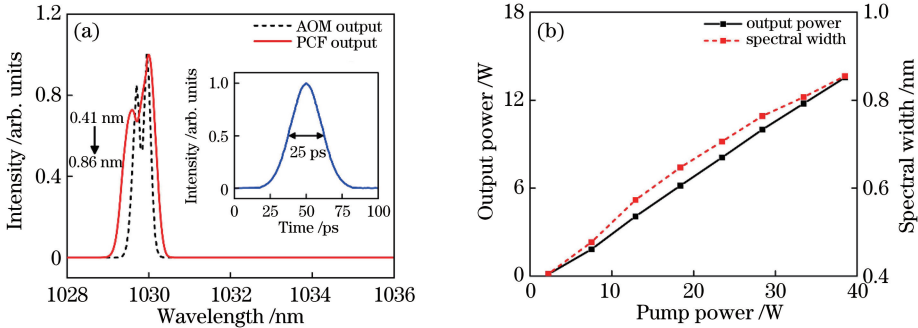 (a)
AOM output
PCF output
Intensity /arb. units
1.2
0.8
0.4
0
0.41 nm
0.86 nm
1028
1030
1032
1034
1036
Wavelength /nm
Intensity /arb. units
1.0
0.5
0
25 ps
0
25
50
75
100
Time /ps
(b)
output power
spectral width
Output power /W
18
12
6
0
0
10
20
30
40
Pump power /W
1.0
0.8
0.6
0.4
Spectral width /nm